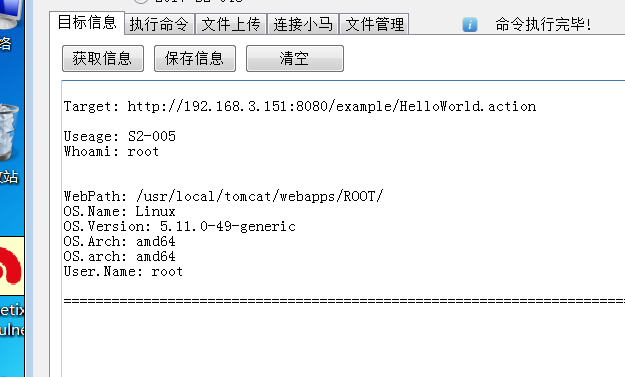 目标信息 执行命令 文件上传 连接小马 文件管理 命令执行完毕!
获取信息 保存信息 清空
Target: http://192.168.3.151:8080/example/HelloWorld.action
Useage: S2-005
Whoami: root
WebPath: /usr/local/tomcat/webapps/ROOT/
OS.Name: Linux
OS.Version: 5.11.0-49-generic
OS.Arch: amd64
OS.arch: amd64
User.Name: root